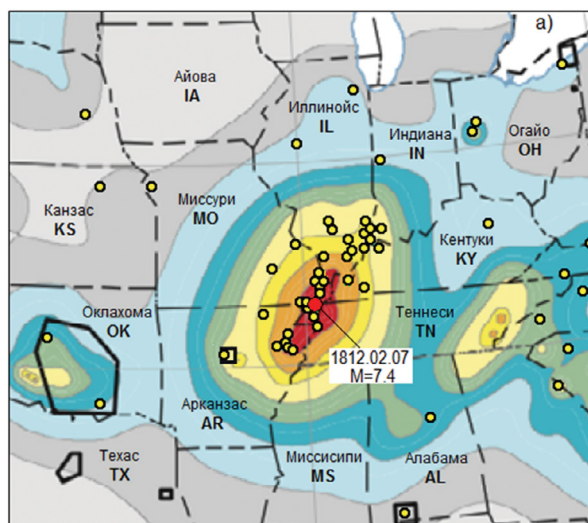 а)
Айова
IA
Иллинойс
IL
Индиана
IN
Огайо
OH
Миссури
MO
Канзас
KS
Кентуки
KY
Оклахома
OK
Теннеси
TN
1812.02.07
M=7.4
Арканзас
AR
Техас
TX
Миссисипи
MS
Алабама
AL